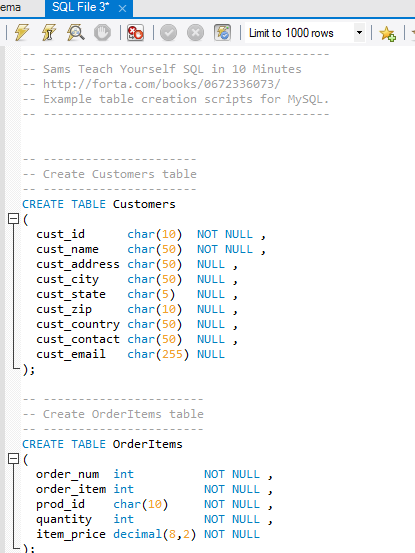 ema
SQL File 3*
Limit to 1000 rows
-- ----------------------------------------
-- Sams Teach Yourself SQL in 10 Minutes
-- http://forta.com/books/0672336073/
-- Example table creation scripts for MySQL.
-- ----------------------------------------
-- ----------------------
-- Create Customers table
-- ----------------------
CREATE TABLE Customers
(
cust_id char(10) NOT NULL ,
cust_name char(50) NOT NULL ,
cust_address char(50) NULL ,
cust_city char(50) NULL ,
cust_state char(5) NULL ,
cust_zip char(10) NULL ,
cust_country char(50) NULL ,
cust_contact char(50) NULL ,
cust_email char(255) NULL
);
-- -----------------------
-- Create OrderItems table
-- -----------------------
CREATE TABLE OrderItems
(
order_num int NOT NULL ,
order_item int NOT NULL ,
prod_id char(10) NOT NULL ,
quantity int NOT NULL ,
item_price decimal(8,2) NOT NULL
);